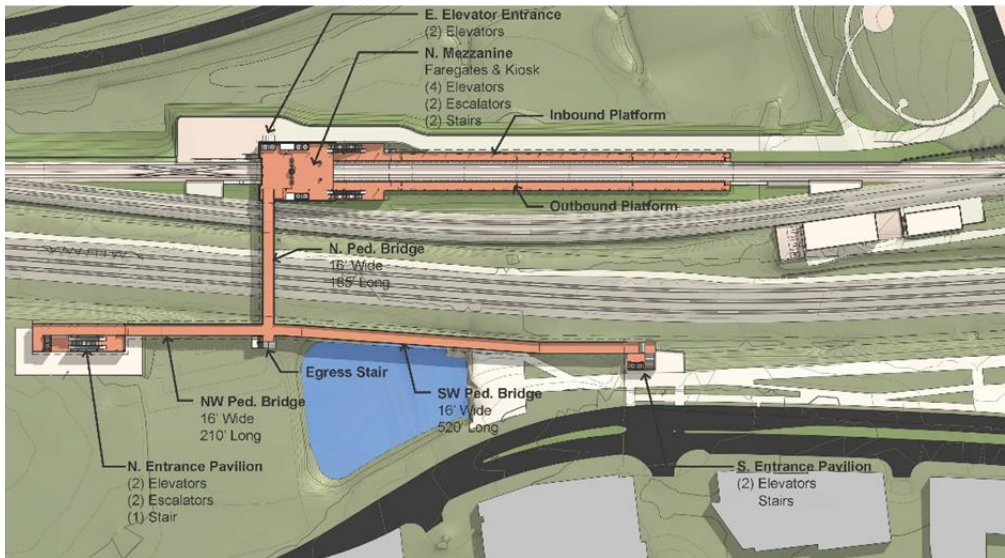 E. Elevator Entrance
(2) Elevators
N. Mezzanine
Faregates & Kiosk
(4) Elevators
(2) Escalators
(2) Stairs
Inbound Platform
Outbound Platform
N. Ped. Bridge
16' Wide
185' Long
Egress Stair
NW Ped. Bridge
16' Wide
210' Long
SW Ped. Bridge
16' Wide
520' Long
N. Entrance Pavilion
(2) Elevators
(2) Escalators
(1) Stair
S. Entrance Pavilion
(2) Elevators
Stairs